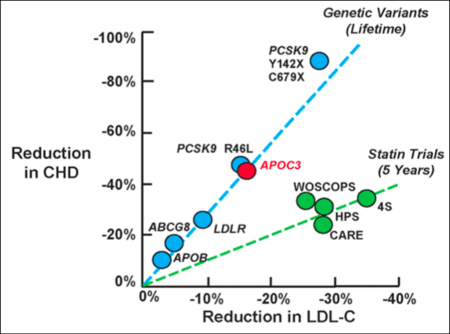 Genetic Variants
(Lifetime)
-100%
PCSK9
Y142X
C679X
-80%
-60%
PCSK9 R46L
APOC3
Reduction
in CHD
Statin Trials
(5 Years)
-40%
WOSCOPS
4S
HPS
CARE
ABCG8
LDLR
-20%
APOB
0%
0% -10% -20% -30% -40%
Reduction in LDL-C